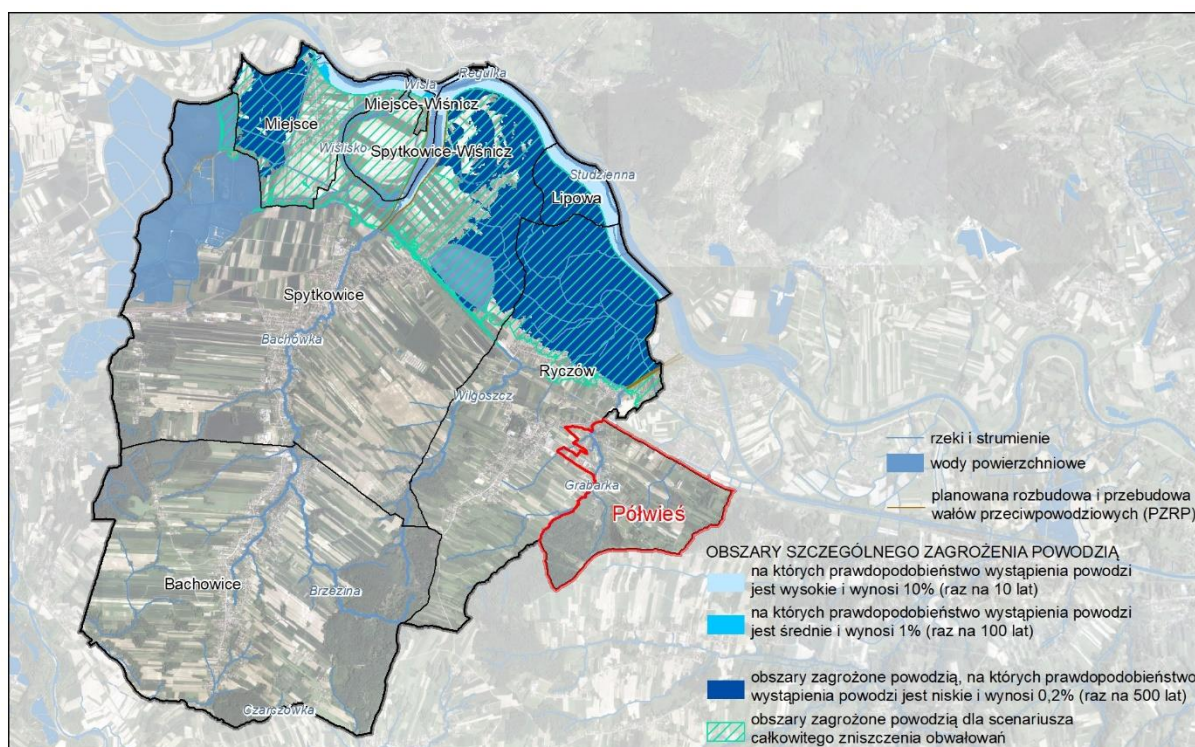 Regulka
Wisła
Miejsce-Wiśnicz
Miejsce
Wiślisko
Spytkowice-Wiśnicz
Studzienna
Lipowa
Spytkowice
Bachówka
Ryczów
Wilgoszcz
Grabarka
Półwieś
Bachowice
Brzezina
Czarczówka
rzeki i strumienie
wody powierzchniowe
planowana rozbudowa i przebudowa
wałów przeciwpowodziowych (PZRP)
OBSZARY SZCZEGÓLNEGO ZAGROŻENIA POWODZIĄ
na których prawdopodobieństwo wystąpienia powodzi
jest wysokie i wynosi 10% (raz na 10 lat)
na których prawdopodobieństwo wystąpienia powodzi
jest średnie i wynosi 1% (raz na 100 lat)
obszary zagrożone powodzią, na których prawdopodobieństwo
wystąpienia powodzi jest niskie i wynosi 0,2% (raz na 500 lat)
obszary zagrożone powodzią dla scenariusza
całkowitego zniszczenia obwałowań